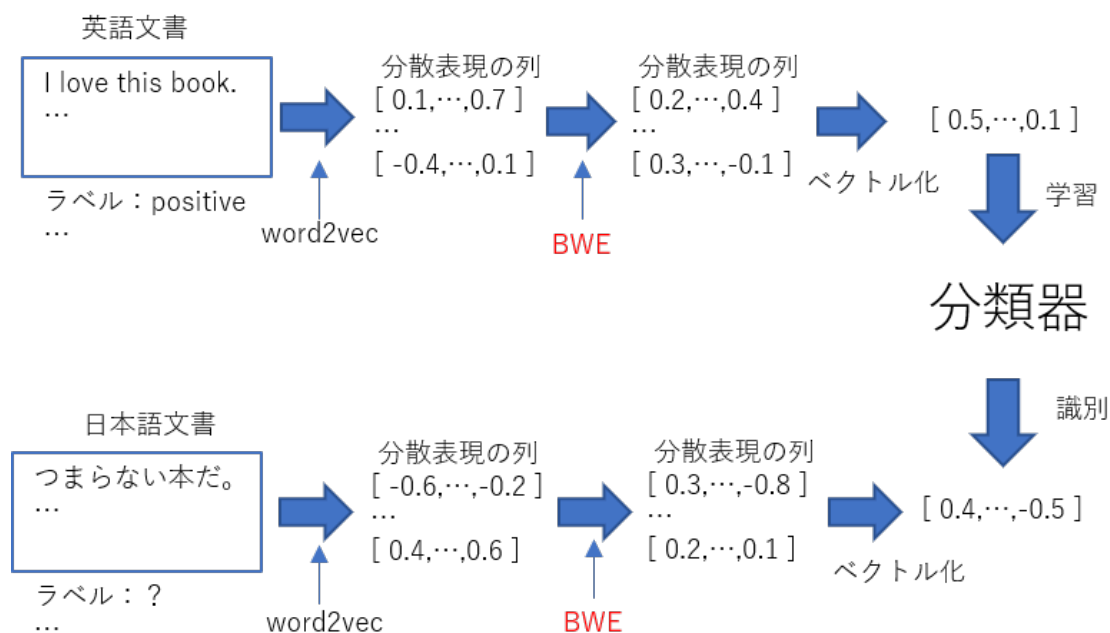 英語文書
I love this book.
…
ラベル：positive
…
word2vec
分散表現の列
[ 0.1,…,0.7 ]
…
[ -0.4,…,0.1 ]
BWE
分散表現の列
[ 0.2,…,0.4 ]
…
[ 0.3,…,-0.1 ]
ベクトル化
[ 0.5,…,0.1 ]
学習
分類器
識別
日本語文書
つまらない本だ。
…
ラベル：？
…
word2vec
分散表現の列
[ -0.6,…,-0.2 ]
…
[ 0.4,…,0.6 ]
BWE
分散表現の列
[ 0.3,…,-0.8 ]
…
[ 0.2,…,0.1 ]
ベクトル化
[ 0.4,…,-0.5 ]